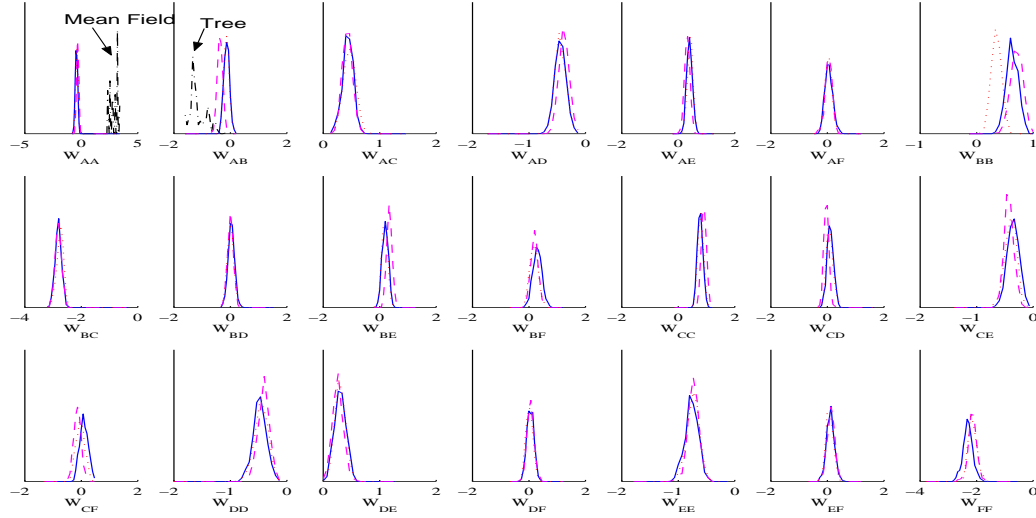 Mean Field
Tree
−5 0 5 −2 0 2 0 1 2 −2 −1 0 −2 0 2 −2 0 2 −1 0 1
W_AA W_AB W_AC W_AD W_AE W_AF W_BB
−4 −2 0 −2 0 2 0 1 2 −2 0 2 −2 0 2 −2 0 2 −2 −1 0
W_BC W_BD W_BE W_BF W_CC W_CD W_CE
−2 0 2 −2 −1 0 0 1 2 −2 0 2 −2 −1 0 −2 0 2 −4 −2 0
W_CF W_DD W_DE W_DF W_EE W_EF W_FF